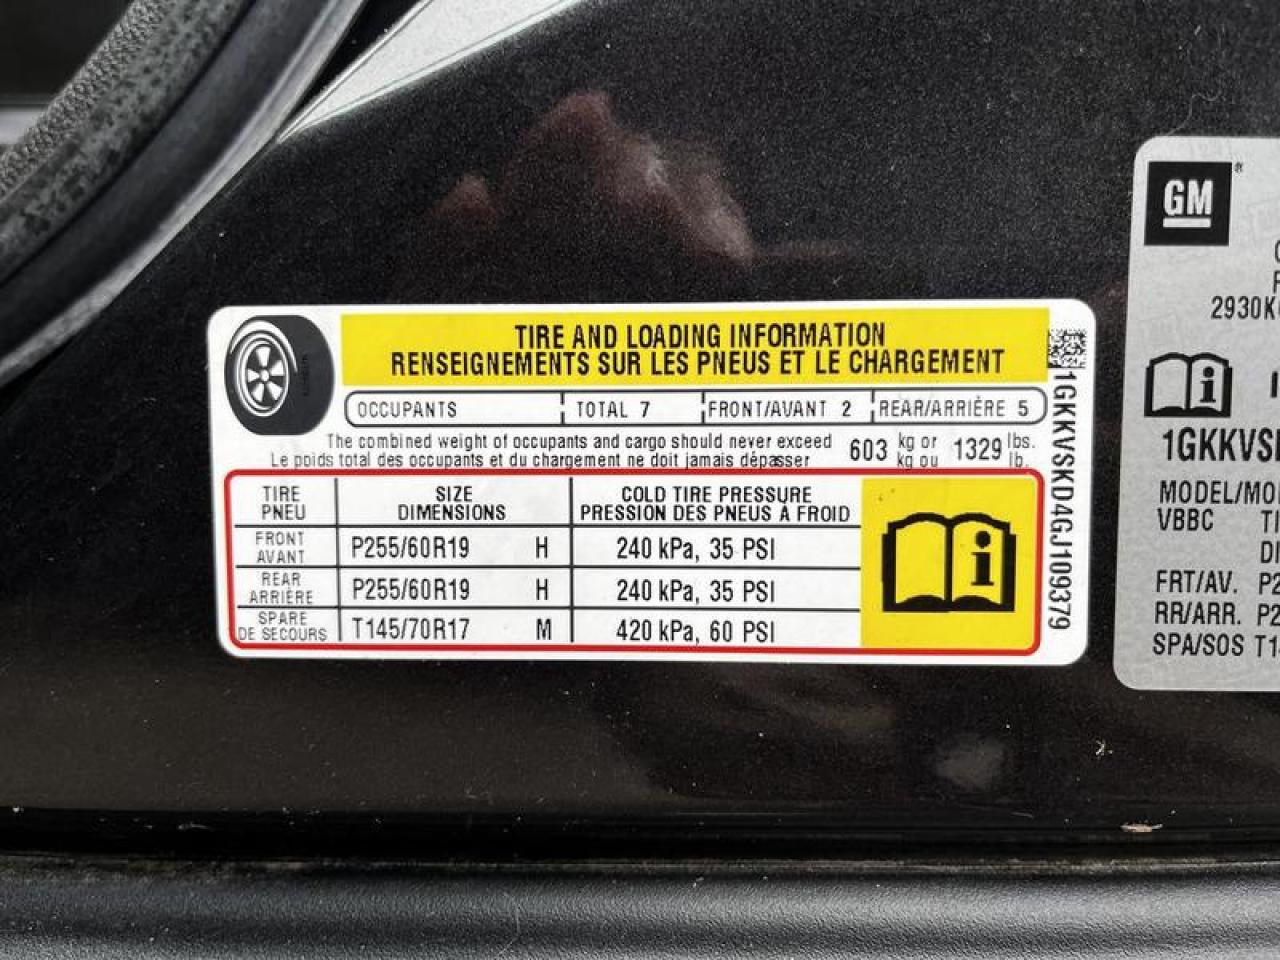 TIRE AND LOADING INFORMATION
RENSEIGNEMENTS SUR LES PNEUS ET LE CHARGEMENT
OCCUPANTS TOTAL 7 FRONT/AVANT 2 REAR/ARRIÈRE 5
The combined weight of occupants and cargo should never exceed 603 kg or 1329 lbs.
Le poids total des occupants et du chargement ne doit jamais dépasser kg ou lb.
TIRE SIZE COLD TIRE PRESSURE
PNEU DIMENSIONS PRESSION DES PNEUS À FROID
FRONT
AVANT P255/60R19 H 240 kPa, 35 PSI
REAR
ARRIÈRE P255/60R19 H 240 kPa, 35 PSI
SPARE
DE SECOURS T145/70R17 M 420 kPa, 60 PSI
i
1GKKVSKD4GJ109379
GM
2930K
i
1GKKVS
MODEL/MO
VBBC TI
FRT/AV. P2
RR/ARR. P2
SPA/SOS T1